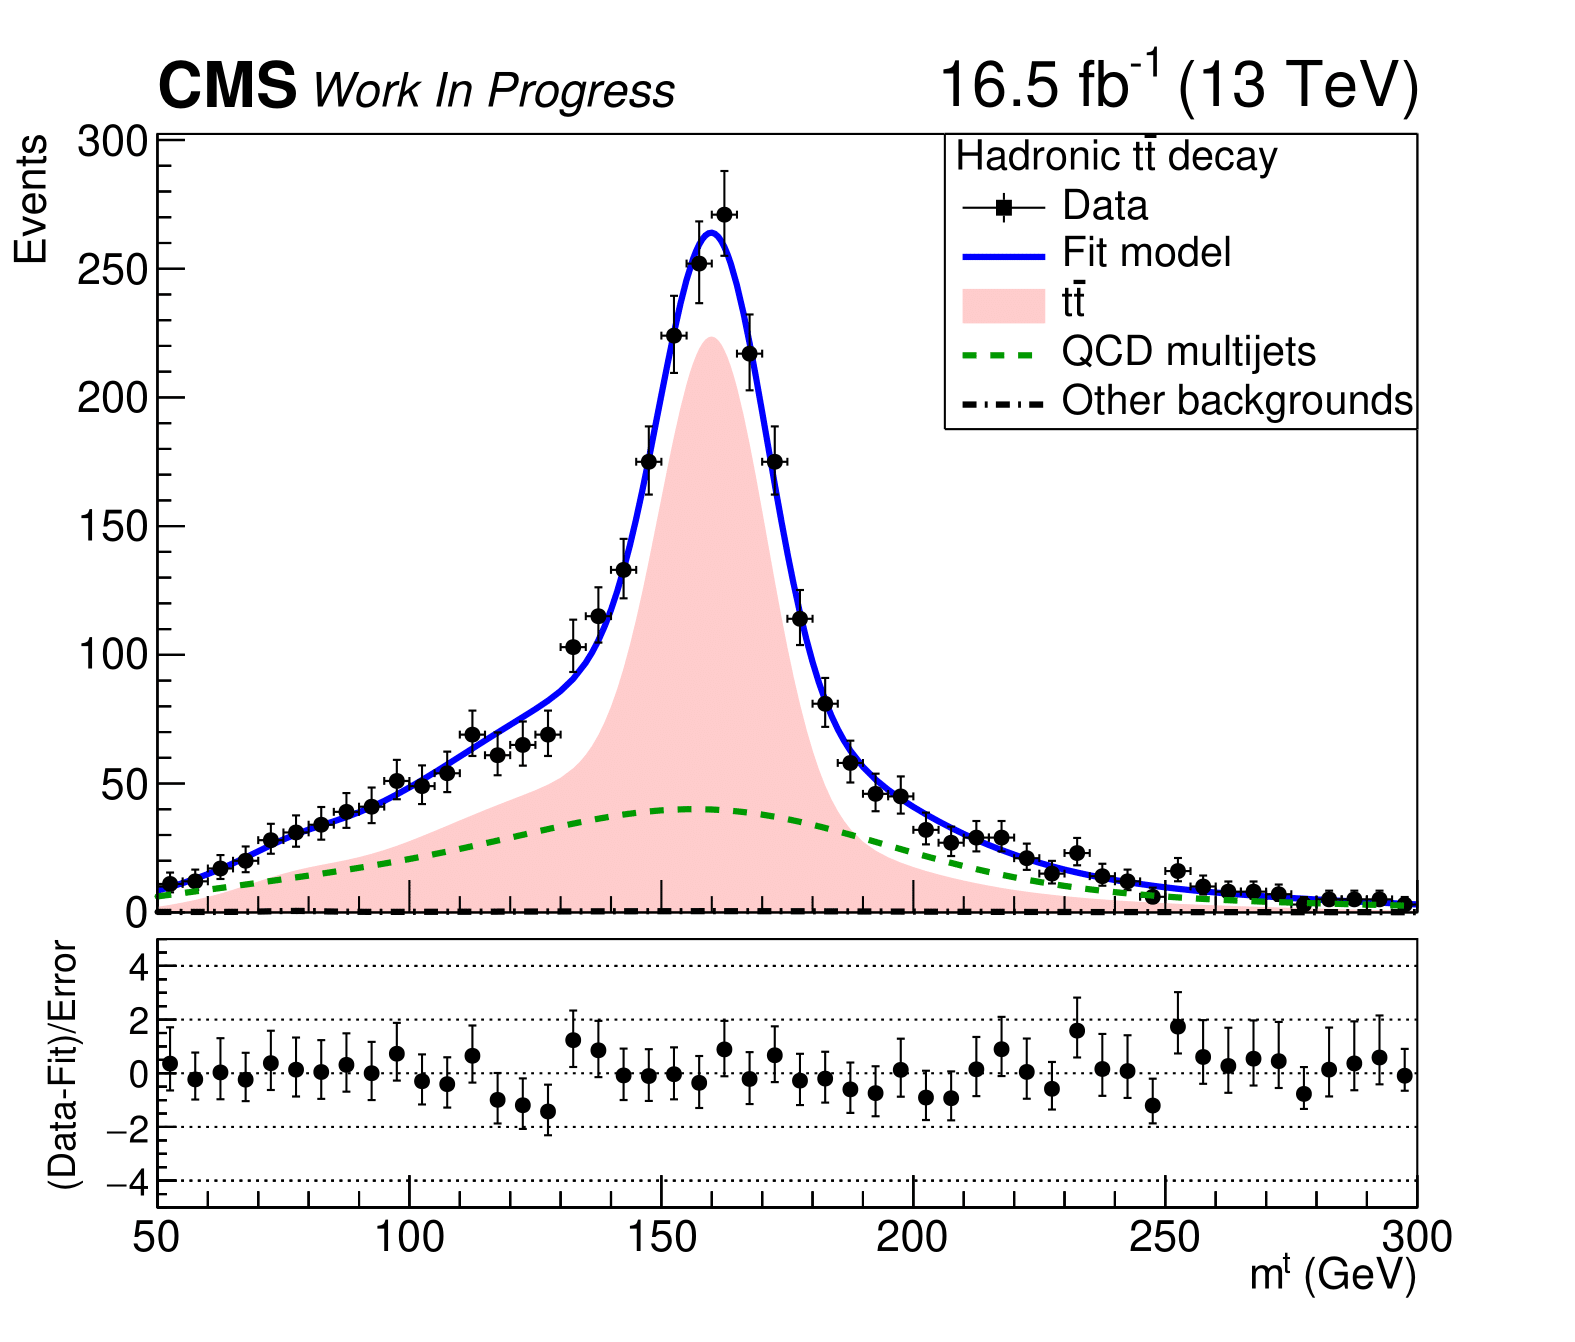 CMS Work In Progress 16.5 fb⁻¹ (13 TeV)
Events
300
250
200
150
100
50
0
Hadronic tt̄ decay
Data
Fit model
tt̄
QCD multijets
Other backgrounds
(Data-Fit)/Error
4
2
0
−2
−4
50 100 150 200 250 300
mᵗ (GeV)